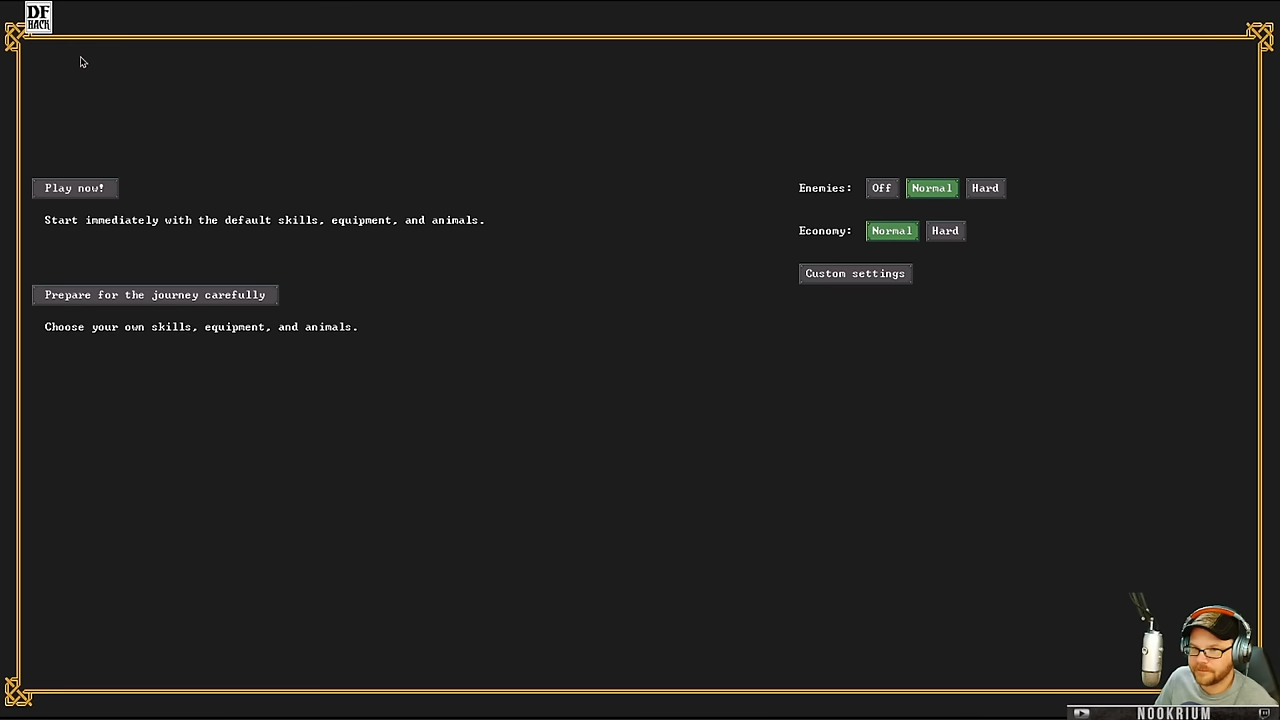 DF
HACK
Play now!
Start immediately with the default skills, equipment, and animals.
Prepare for the journey carefully
Choose your own skills, equipment, and animals.
Enemies: Off Normal Hard
Economy: Normal Hard
Custom settings
NOOKRIUM